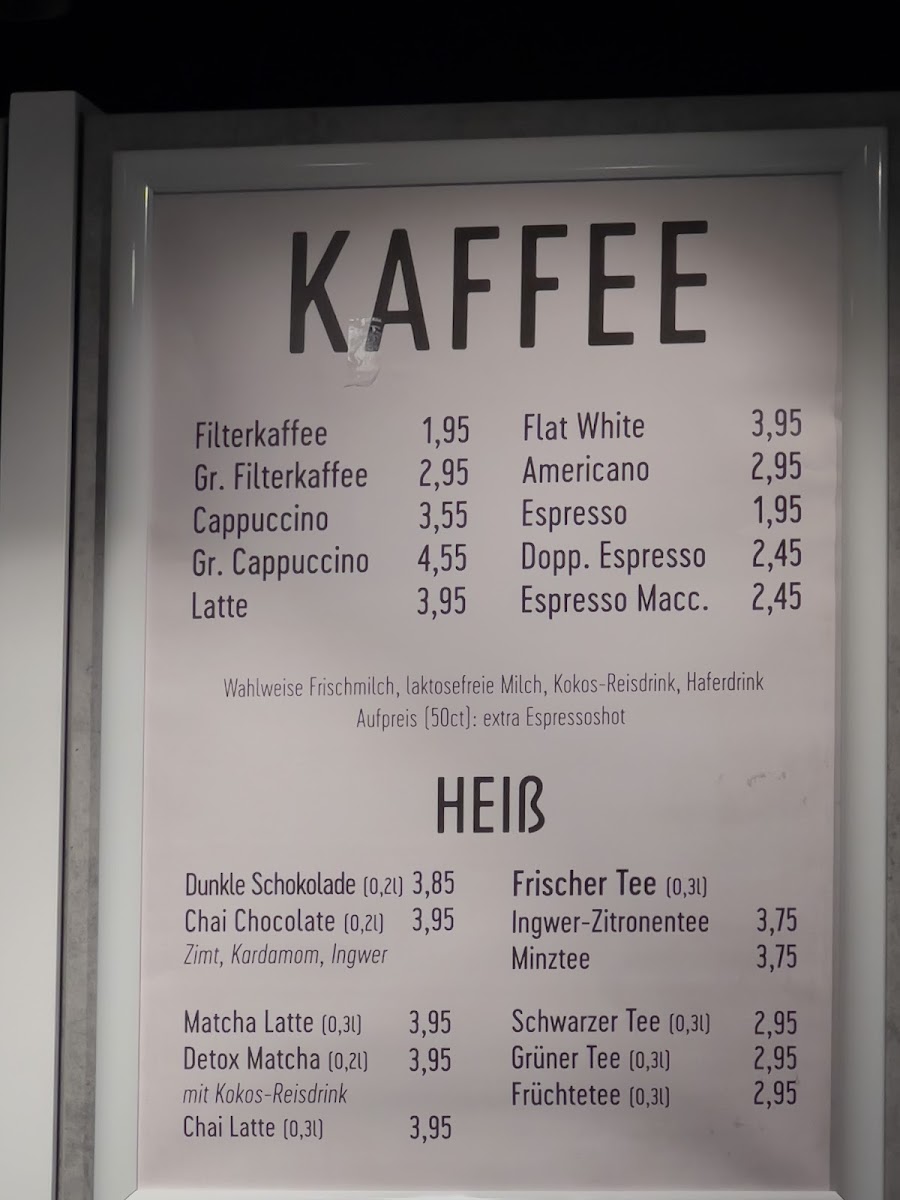 KAFFEE
Filterkaffee 1,95
Gr. Filterkaffee 2,95
Cappuccino 3,55
Gr. Cappuccino 4,55
Latte 3,95
Flat White 3,95
Americano 2,95
Espresso 1,95
Dopp. Espresso 2,45
Espresso Macc. 2,45
Wahlweise Frischmilch, laktosefreie Milch, Kokos-Reisdrink, Haferdrink
Aufpreis (50ct): extra Espressoshot
HEIß
Dunkle Schokolade (0,2l) 3,85
Chai Chocolate (0,2l) 3,95
Zimt, Kardamom, Ingwer
Matcha Latte (0,3l) 3,95
Detox Matcha (0,2l) 3,95
mit Kokos-Reisdrink
Chai Latte (0,3l) 3,95
Frischer Tee (0,3l)
Ingwer-Zitronentee 3,75
Minztee 3,75
Schwarzer Tee (0,3l) 2,95
Grüner Tee (0,3l) 2,95
Früchtetee (0,3l) 2,95